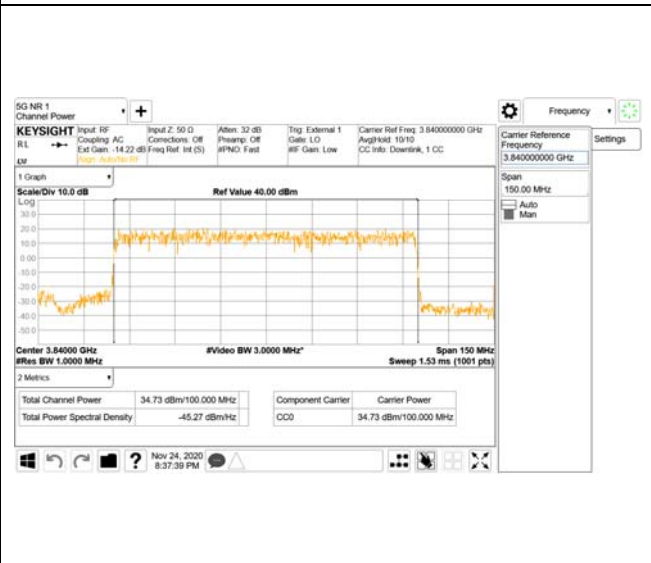 5G NR 1
Channel Power
Frequency
KEYSIGHT
Input: RF
Input Z: 50 Ω
Atten: 32 dB
Trig: External 1
Carrier Ref Freq: 3.840000000 GHz
RL
Coupling: AC
Corrections: Off
Preamp: Off
Gate: LO
Avg|Hold: 10/10
Ext Gain: -14.22 dB
Freq Ref: Int (S)
#PNO: Fast
#IF Gain: Low
CC Info: Downlink, 1 CC
Align: Auto/No RF
Carrier Reference
Frequency
3.840000000 GHz
Settings
Span
150.00 MHz
Auto
Man
1 Graph
Scale/Div 10.0 dB
Ref Value 40.00 dBm
Log
30.0
20.0
10.0
0.00
-10.0
-20.0
-30.0
-40.0
-50.0
Center 3.84000 GHz
#Video BW 3.0000 MHz*
Span 150 MHz
#Res BW 1.0000 MHz
Sweep 1.53 ms (1001 pts)
2 Metrics
Total Channel Power
34.73 dBm/100.000 MHz
Total Power Spectral Density
-45.27 dBm/Hz
Component Carrier
Carrier Power
CC0
34.73 dBm/100.000 MHz
?
Nov 24, 2020
8:37:39 PM